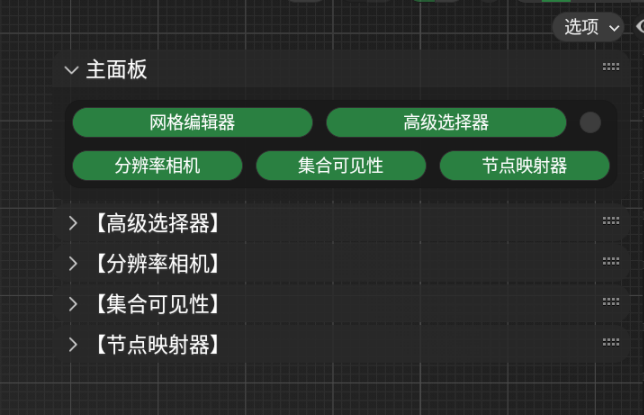 选项
主面板
网格编辑器 高级选择器
分辨率相机 集合可见性 节点映射器
【高级选择器】
【分辨率相机】
【集合可见性】
【节点映射器】